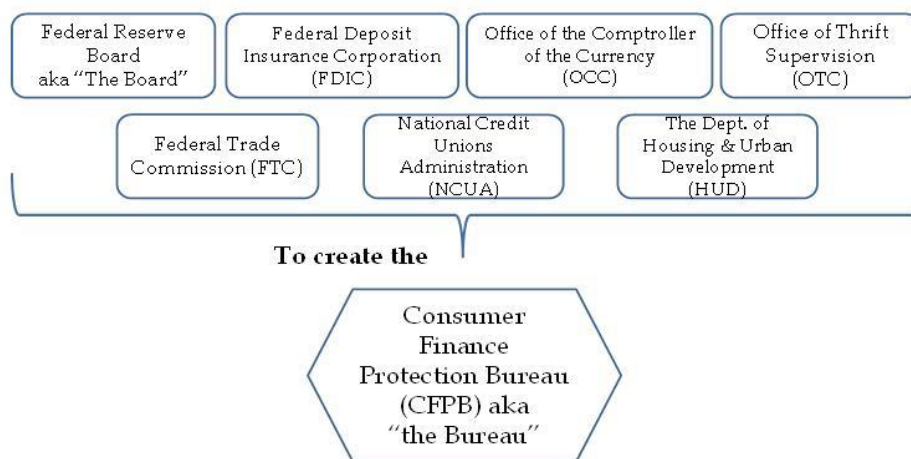 Federal Reserve
Board
aka “The Board”
Federal Deposit
Insurance Corporation
(FDIC)
Office of the Comptroller
of the Currency
(OCC)
Office of Thrift
Supervision
(OTC)
Federal Trade
Commission (FTC)
National Credit
Unions
Administration
(NCUA)
The Dept. of
Housing & Urban
Development
(HUD)
To create the
Consumer
Finance
Protection Bureau
(CFPB) aka
“the Bureau”